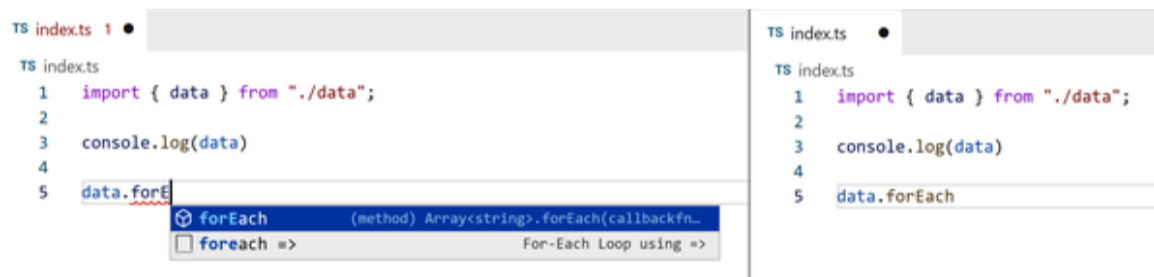 TS index.ts 1 ●
TS index.ts
1 import { data } from "./data";
2
3 console.log(data)
4
5 data.forE
forEach (method) Array<string>.forEach(callbackfn…
foreach => For-Each Loop using =>
TS index.ts ●
TS index.ts
1 import { data } from "./data";
2
3 console.log(data)
4
5 data.forEach